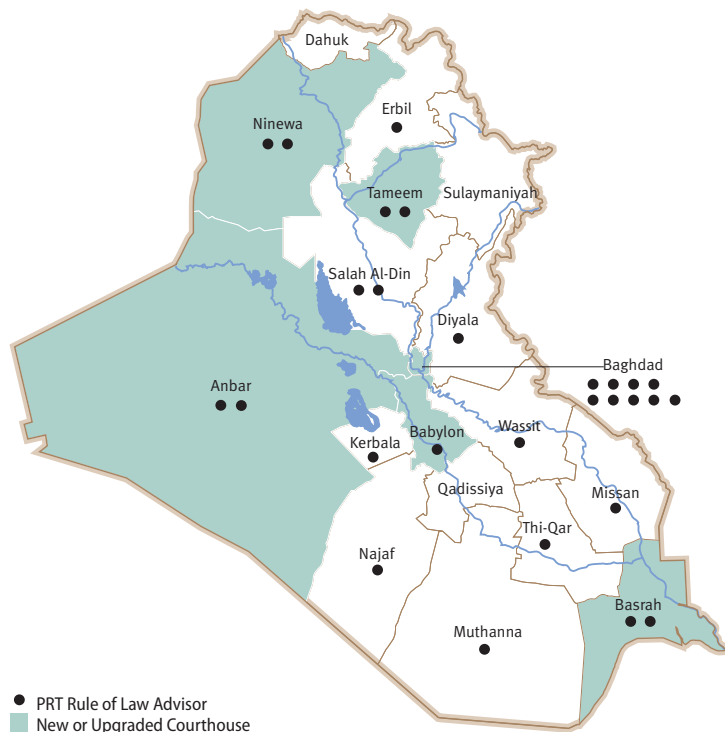 Dahuk
Erbil
Ninewa
Tameem
Sulaymaniyah
Salah Al-Din
Diyala
Baghdad
Anbar
Babylon
Wassit
Kerbala
Qadissiya
Missan
Thi-Qar
Najaf
Basrah
Muthanna
PRT Rule of Law Advisor
New or Upgraded Courthouse